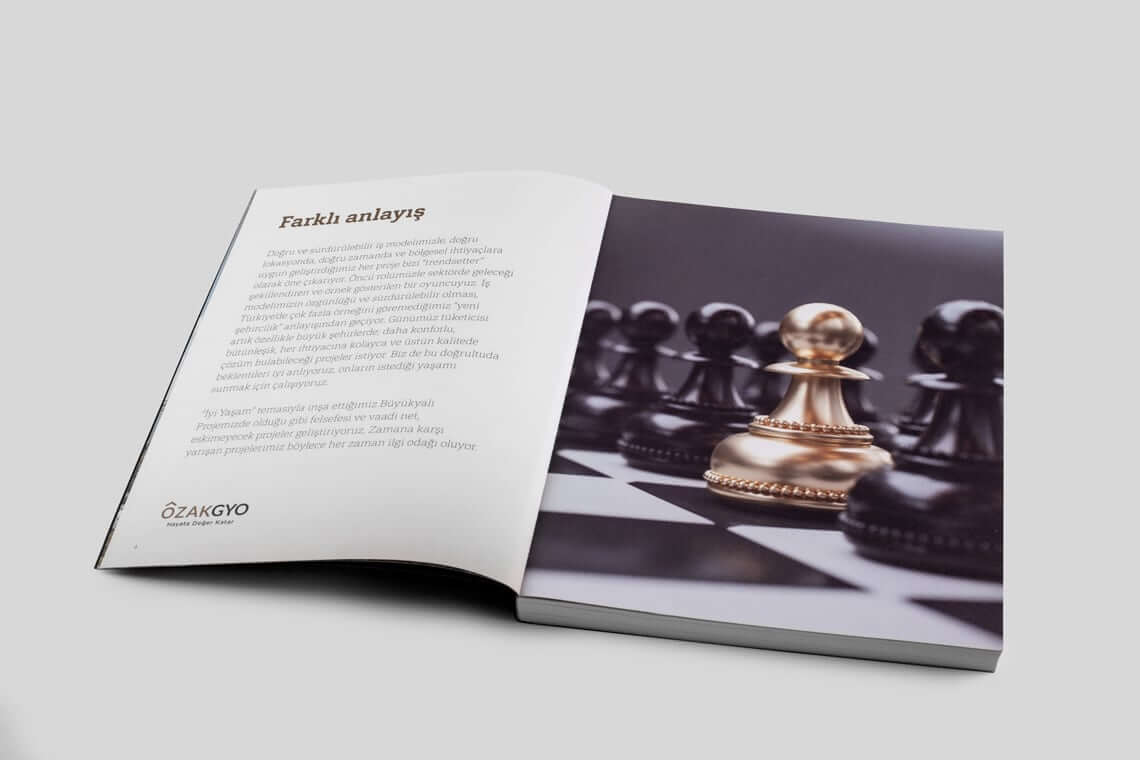 Farklı anlayış
Doğru ve sürdürülebilir iş modelimizle, doğru
lokasyonda, doğru zamanda ve bölgesel ihtiyaçlara
uygun geliştirdiğimiz her proje bizi "trendsetter"
olarak öne çıkarıyor. Öncü rolümüzle sektörde geleceği
şekillendiren ve örnek gösterilen bir oyuncuyuz. İş
modelimizin özgünlüğü ve sürdürülebilir olması,
Türkiye'de çok fazla örneğini göremediğimiz "yeni
şehircilik" anlayışından geçiyor. Günümüz tüketicisi
artık özellikle büyük şehirlerde; daha konforlu,
bütünleşik, her ihtiyacına kolayca ve üstün kalitede
çözüm bulabileceği projeler istiyor. Biz de bu doğrultuda
beklentileri iyi anlıyoruz, onların istediği yaşamı
sunmak için çalışıyoruz.
"İyi Yaşam" temasıyla inşa ettiğimiz Büyükyalı
Projemizde olduğu gibi felsefesi ve vaadi net,
eskimeyecek projeler geliştiriyoruz. Zamana karşı
yarışan projelerimiz böylece her zaman ilgi odağı oluyor.
ÖZAKGYO
Hayata Değer Katar